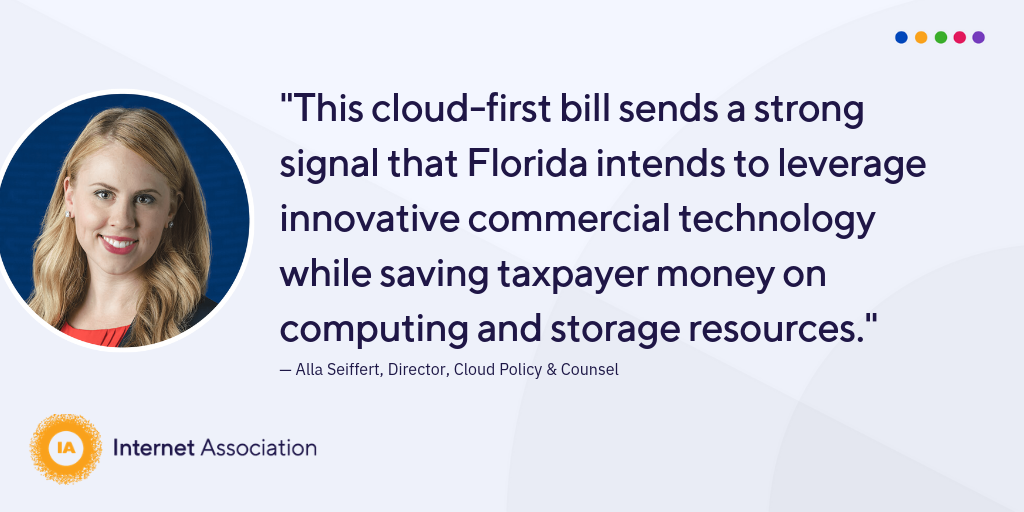 "This cloud-first bill sends a strong
signal that Florida intends to leverage
innovative commercial technology
while saving taxpayer money on
computing and storage resources."
— Alla Seiffert, Director, Cloud Policy & Counsel
IA
Internet Association